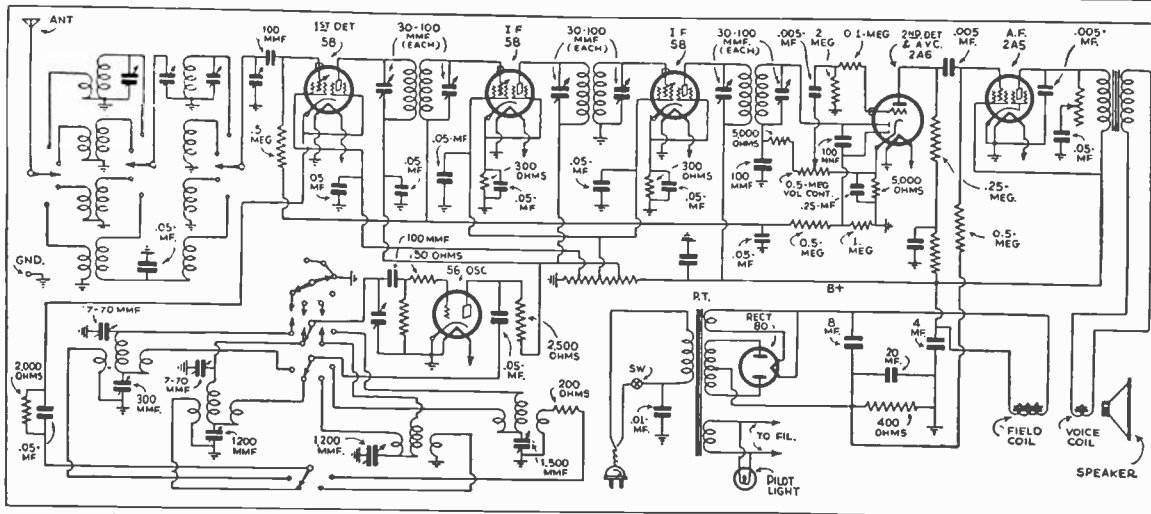 ANT
100
MMF
1ST DET
58
30-100
MMF
(EACH)
I F
58
30-100
MMF.
(EACH)
I F
58
30-100
MMF.
(EACH)
.005-
MF.
2
MEG
0.1-MEG
2ND. DET
& A.V.C.
2A6
.005
MF.
A.F.
2A5
.005-
MF.
.5
MEG
.05
MF
.05
MF
.05-MF
300
OHMS
.05-
MF
.05-
MF
300
OHMS
.05-
MF
5,000
OHMS
100
MMF
100
MMF
0.5-MEG
VOL CONT.
.25-MF
5,000
OHMS
.25-
MEG.
.05-
MF
0.5-
MEG
.05-
MF
0.5-
MEG
1-
MEG
B+
GND.
.05-
MF.
100 MMF
150 OHMS
56 OSC
2,500
OHMS
.05-
MF.
7-70 MMF
2,000
OHMS
.05-
MF
300
MMF.
7-70
MMF
1200
MMF
1200
MMF.
1,500
MMF
200
OHMS
SW
.01-
MF.
P.T.
RECT
80
TO FIL.
PILOT
LIGHT
8
MF.
4
MF
20
MF.
400
OHMS
FIELD
COIL
VOICE
COIL
SPEAKER